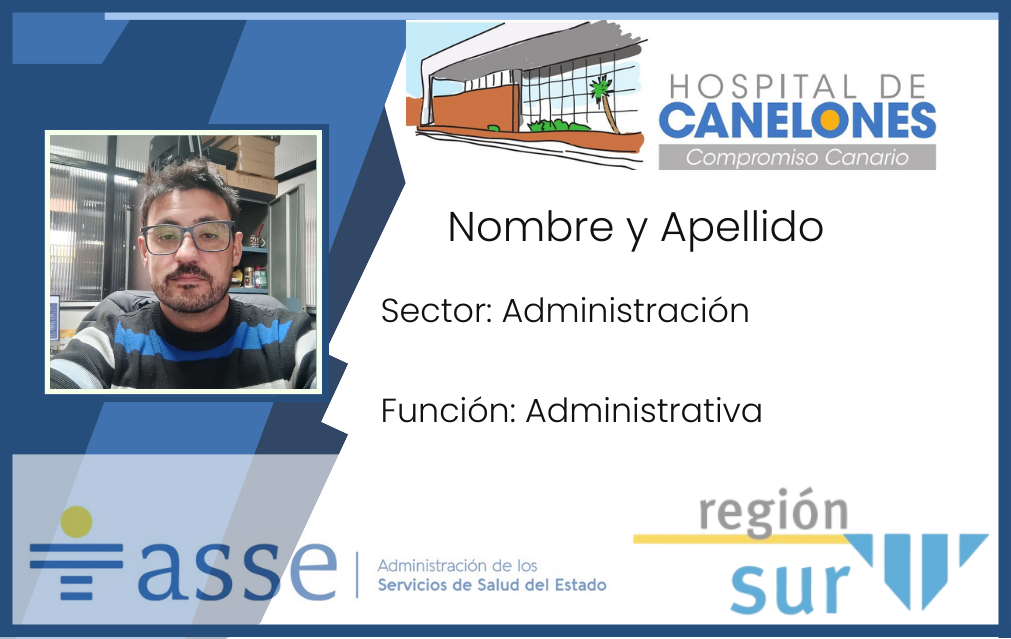 HOSPITAL DE
CANELONES
Compromiso Canario
Nombre y Apellido
Sector: Administración
Función: Administrativa
asse
Administración de los
Servicios de Salud del Estado
región
sur